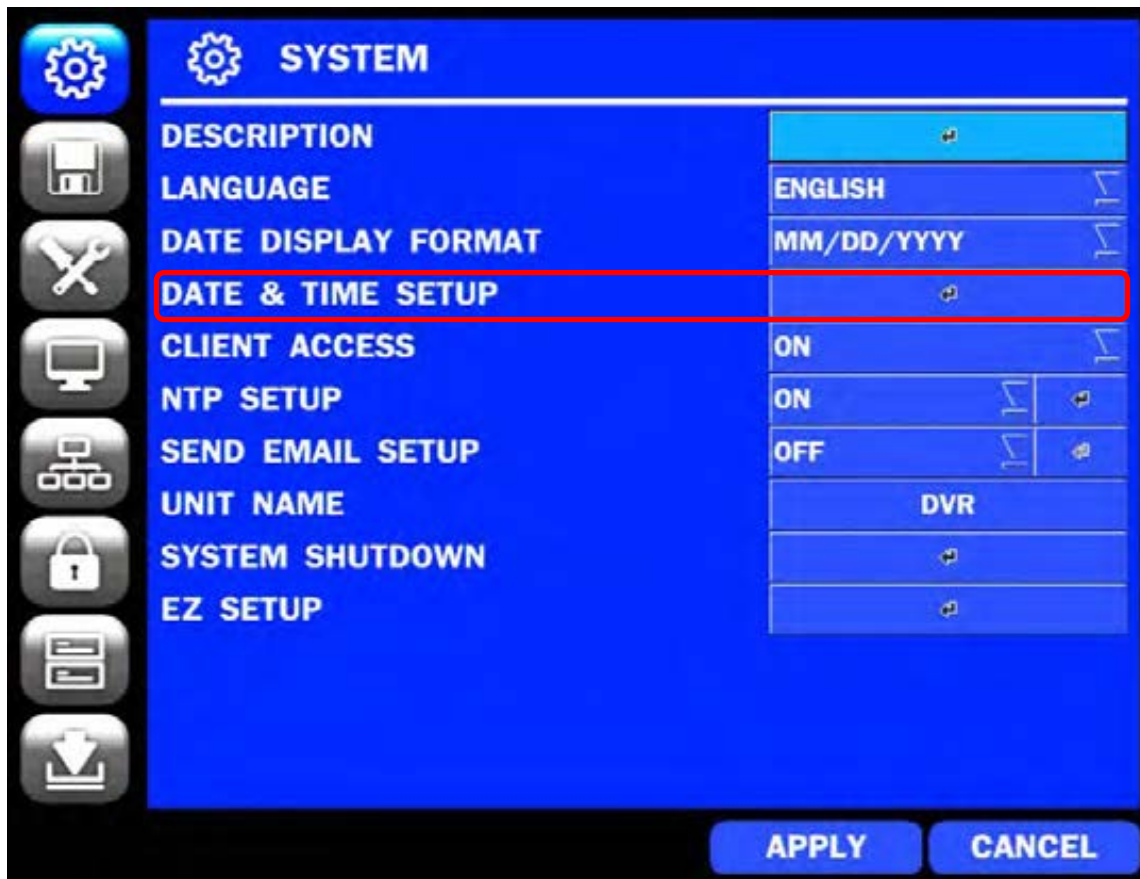 SYSTEM
DESCRIPTION
LANGUAGE ENGLISH
DATE DISPLAY FORMAT MM/DD/YYYY
DATE & TIME SETUP
CLIENT ACCESS ON
NTP SETUP ON
SEND EMAIL SETUP OFF
UNIT NAME DVR
SYSTEM SHUTDOWN
EZ SETUP
APPLY CANCEL